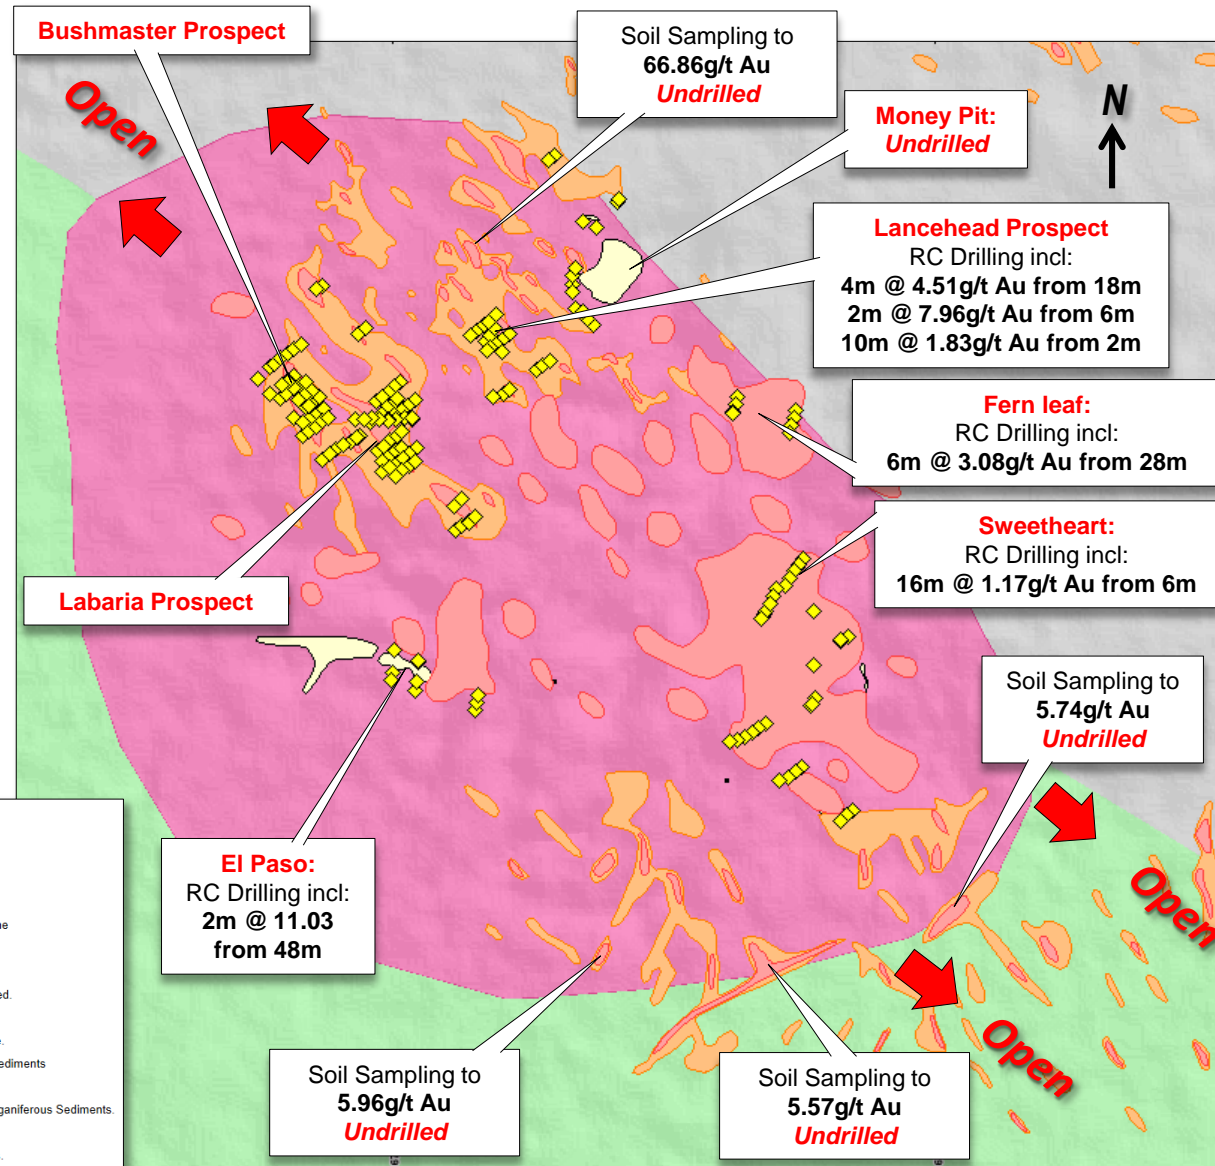 Bushmaster Prospect
Open
Soil Sampling to
66.86g/t Au
Undrilled
Money Pit:
Undrilled
N
Lancehead Prospect
RC Drilling incl:
4m @ 4.51g/t Au from 18m
2m @ 7.96g/t Au from 6m
10m @ 1.83g/t Au from 2m
Fern leaf:
RC Drilling incl:
6m @ 3.08g/t Au from 28m
Sweetheart:
RC Drilling incl:
16m @ 1.17g/t Au from 6m
Labaria Prospect
Soil Sampling to
5.74g/t Au
Undrilled
El Paso:
RC Drilling incl:
2m @ 11.03
from 48m
Open
Open
Soil Sampling to
5.96g/t Au
Undrilled
Soil Sampling to
5.57g/t Au
Undrilled
ediments
ganiferous Sediments.